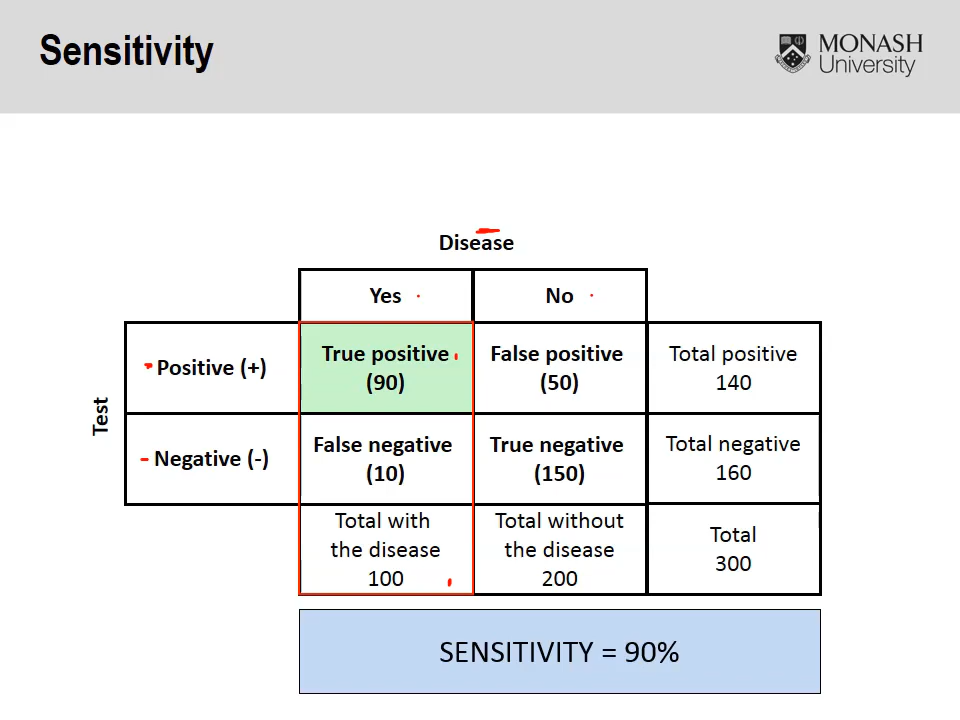 Sensitivity
MONASH
University
Disease
Yes
No
Test
Positive (+)
True positive
(90)
False positive
(50)
Total positive
140
Negative (-)
False negative
(10)
True negative
(150)
Total negative
160
Total with
the disease
100
Total without
the disease
200
Total
300
SENSITIVITY = 90%